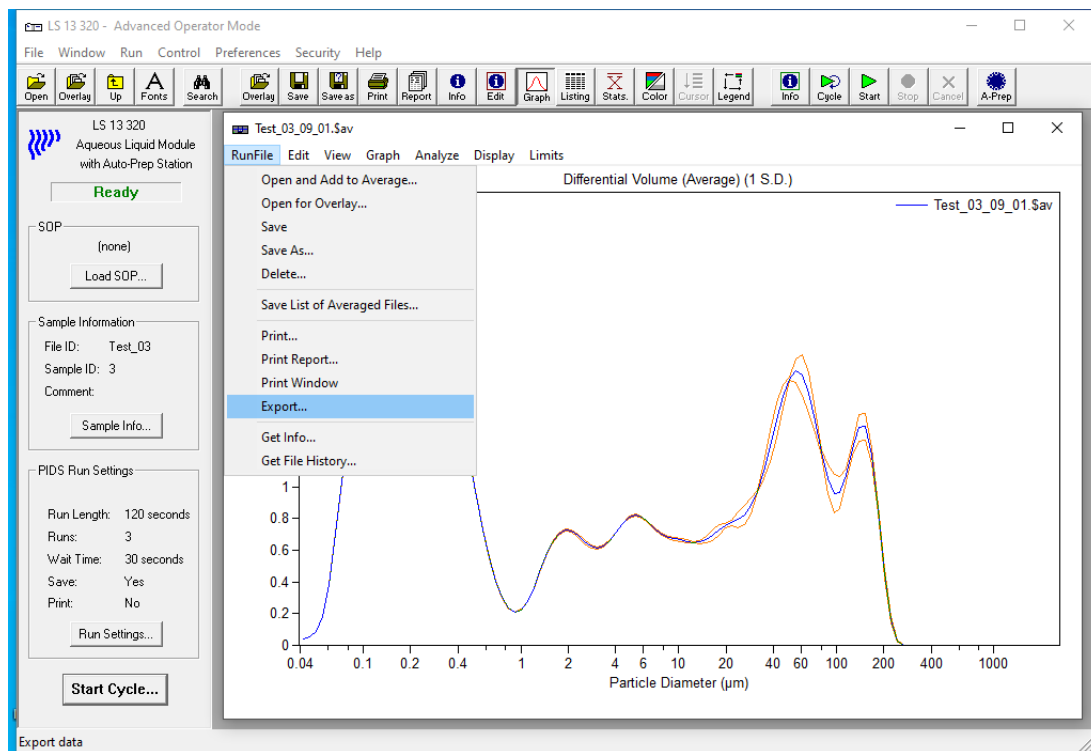 LS 13 320 - Advanced Operator Mode
File Window Run Control Preferences Security Help
Open Overlay Up Fonts Search Overlay Save Save as Print Report Info Edit Graph Listing Stats. Color Cursor Legend Info Cycle Start Stop Cancel A-Prep
LS 13 320
Aqueous Liquid Module
with Auto-Prep Station
Ready
SOP
(none)
Load SOP...
Sample Information
File ID: Test_03
Sample ID: 3
Comment:
Sample Info...
PIDS Run Settings
Run Length: 120 seconds
Runs: 3
Wait Time: 30 seconds
Save: Yes
Print: No
Run Settings...
Start Cycle...
Test_03_09_01.$av
RunFile Edit View Graph Analyze Display Limits
Open and Add to Average...
Open for Overlay...
Save
Save As...
Delete...
Save List of Averaged Files...
Print...
Print Report...
Print Window
Export...
Get Info...
Get File History...
Differential Volume (Average) (1 S.D.)
Test_03_09_01.$av
1
0.8
0.6
0.4
0.2
0
0.04 0.1 0.2 0.4 1 2 4 6 10 20 40 60 100 200 400 1000
Particle Diameter (µm)
Export data